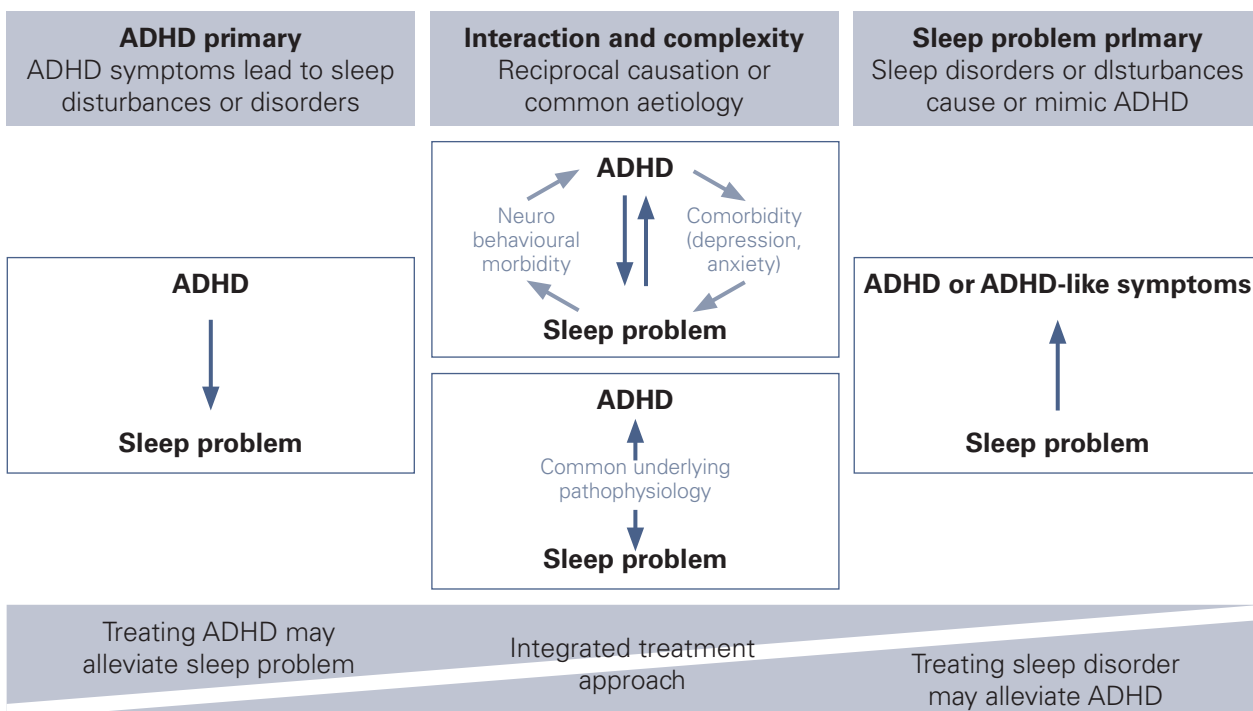 ADHD primary
ADHD symptoms lead to sleep
disturbances or disorders
Interaction and complexity
Reciprocal causation or
common aetiology
Sleep problem prlmary
Sleep disorders or dlsturbances
cause or mimic ADHD
ADHD
Sleep problem
ADHD
Neuro
behavioural
morbidity
Comorbidity
(depression,
anxiety)
Sleep problem
ADHD
Common underlying
pathophysiology
Sleep problem
ADHD or ADHD-like symptoms
Sleep problem
Treating ADHD may
alleviate sleep problem
Integrated treatment
approach
Treating sleep disorder
may alleviate ADHD